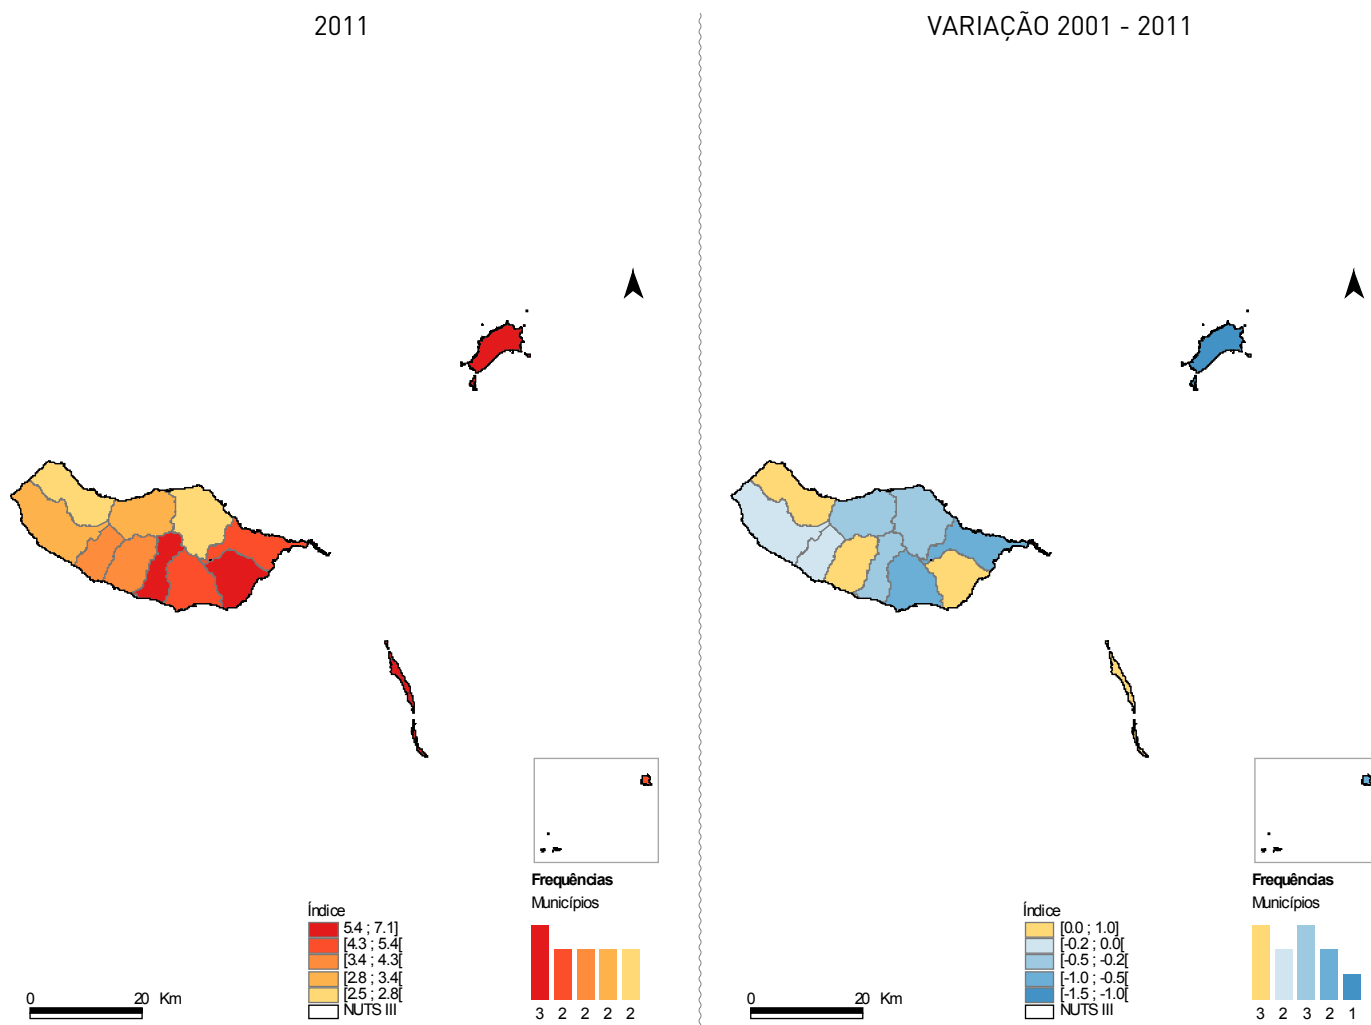 2011
Índice
5.4 ; 7.1]
[4.3 ; 5.4[
[3.4 ; 4.3[
[2.8 ; 3.4[
[2.5 ; 2.8[
NUTS III
0 20 Km
Frequências
Municípios
3 2 2 2 2
VARIAÇÃO 2001 - 2011
Índice
[0.0 ; 1.0]
[-0.2 ; 0.0[
[-0.5 ; -0.2[
[-1.0 ; -0.5[
[-1.5 ; -1.0[
NUTS III
0 20 Km
Frequências
Municípios
3 2 3 2 1